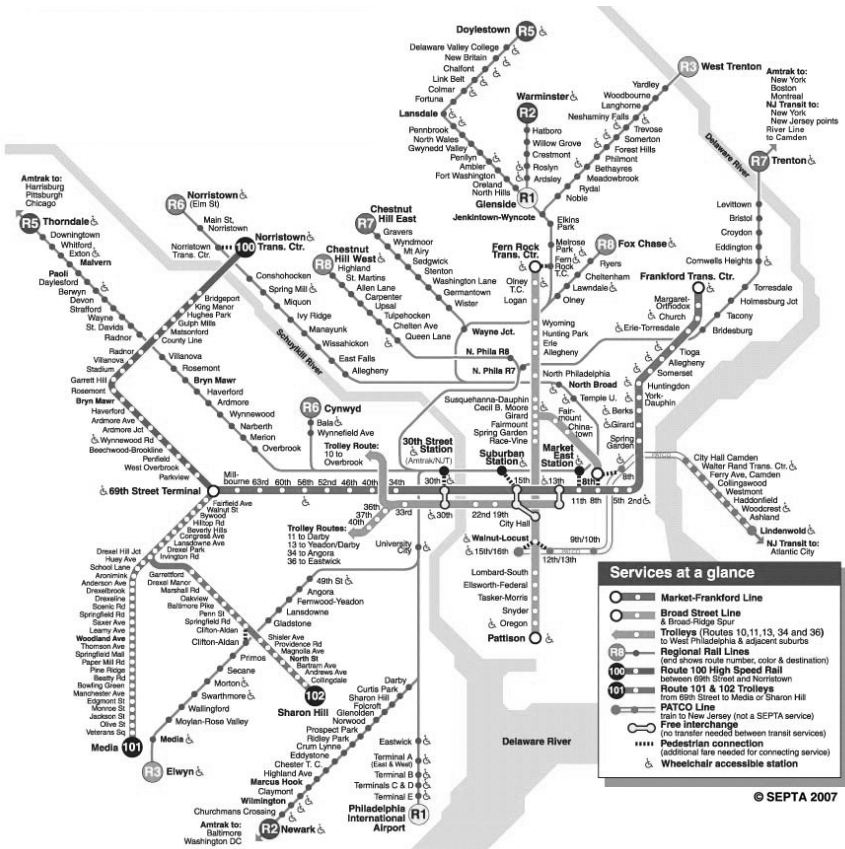 Doylestown
R5
Delaware Valley College
New Britain
Chalfont
Link Belt
Colmar
Fortuna
Lansdale
Pennbrook
North Wales
Gwynedd Valley
Penllyn
Ambler
Fort Washington
Oreland
North Hills
Warminster
R2
Hatboro
Willow Grove
Crestmont
Roslyn
Ardsley
R1
Glenside
Jenkintown-Wyncote
R3
West Trenton
Yardley
Woodbourne
Langhorne
Neshaminy Falls
Trevose
Somerton
Forest Hills
Philmont
Bethayres
Meadowbrook
Rydal
Noble
Elkins
Park
Melrose
Park
Fern
Rock
T.C.
Amtrak to:
New York
Boston
Montreal
NJ Transit to:
New York
New Jersey points
River Line
to Camden
Delaware River
R7
Trenton
Levittown
Bristol
Croydon
Eddington
Cornwells Heights
Torresdale
Holmesburg Jct
Tacony
Bridesburg
Amtrak to:
Harrisburg
Pittsburgh
Chicago
R5
Thorndale
Downingtown
Whitford
Exton
Malvern
Paoli
Daylesford
Berwyn
Devon
Strafford
Wayne
St. Davids
Radnor
Villanova
Rosemont
Bryn Mawr
Haverford
Ardmore
Wynnewood
Narberth
Merion
Overbrook
R6
Norristown
(Elm St)
Main St,
Norristown
Norristown
Trans. Ctr.
100
Norristown
Trans. Ctr.
Conshohocken
Spring Mill
Miquon
Ivy Ridge
Manayunk
Wissahickon
East Falls
Allegheny
Schuylkill River
Bridgeport
King Manor
Hughes Park
Gulph Mills
Matsonford
County Line
Radnor
Villanova
Stadium
Garrett Hill
Rosemont
Bryn Mawr
Haverford
Ardmore Ave
Ardmore Jct
Wynnewood Rd
Beechwood-Brookline
Penfield
West Overbrook
Parkview
R7
Chestnut
Hill East
Gravers
Wyndmoor
Mt Airy
Sedgwick
Stenton
Washington Lane
Germantown
Wister
R8
Chestnut
Hill West
Highland
St. Martins
Allen Lane
Carpenter
Upsal
Tulpehocken
Chelten Ave
Queen Lane
Wayne Jct.
N. Phila R8
N. Phila R7
R8
Fox Chase
Ryers
Cheltenham
Lawndale
Olney
Fern Rock
Trans. Ctr.
Olney
T.C.
Logan
Wyoming
Hunting Park
Erie
Allegheny
North Philadelphia
North Broad
Temple U.
Susquehanna-Dauphin
Cecil B. Moore
Girard
Fairmount
Spring Garden
Race-Vine
Fair-
mount
China-
town
Frankford Trans. Ctr.
Margaret-
Orthodox
Church
Erie-Torresdale
Tioga
Allegheny
Somerset
Huntingdon
York-
Dauphin
Berks
Girard
Spring
Garden
R6
Cynwyd
Bala
Wynnefield Ave
Trolley Route:
10 to
Overbrook
30th Street
Station
(Amtrak/NJT)
Suburban
Station
Market
East
Station
69th Street Terminal
Mill-
bourne
63rd
60th
56th
52nd
46th
40th
34th
30th
15th
13th
8th
11th
8th
5th
2nd
8th
36th
37th
40th
33rd
30th
22nd
19th
City Hall
Walnut-Locust
15th/16th
12th/13th
9th/10th
PATCO
PATCO
City Hall Camden
Walter Rand Trans. Ctr.
Ferry Ave, Camden
Collingswood
Westmont
Haddonfield
Woodcrest
Ashland
Lindenwold
NJ Transit to:
Atlantic City
Trolley Routes:
11 to Darby
13 to Yeadon/Darby
34 to Angora
36 to Eastwick
University
City
Lombard-South
Ellsworth-Federal
Tasker-Morris
Snyder
Oregon
Pattison
Fairfield Ave
Walnut St
Bywood
Hilltop Rd
Beverly Hills
Congress Ave
Lansdowne Ave
Drexel Park
Irvington Rd
Drexel Hill Jct
Huey Ave
School Lane
Aronimink
Anderson Ave
Drexelbrook
Drexeline
Scenic Rd
Springfield Rd
Saxer Ave
Leamy Ave
Woodland Ave
Thomson Ave
Springfield Mall
Paper Mill Rd
Pine Ridge
Beatty Rd
Bowling Green
Manchester Ave
Edgmont St
Monroe St
Jackson St
Olive St
Veterans Sq
Media
101
Garrettford
Drexel Manor
Marshall Rd
Oakview
Baltimore Pike
Penn St
Springfield Rd
Clifton-Aldan
Clifton-Aldan
Shisler Ave
Providence Rd
Magnolia Ave
North St
Bartram Ave
Andrews Ave
Collingdale
102
Sharon Hill
49th St
Angora
Fernwood-Yeadon
Lansdowne
Gladstone
Primos
Secane
Morton
Swarthmore
Wallingford
Moylan-Rose Valley
Media
R3
Elwyn
Darby
Curtis Park
Sharon Hill
Folcroft
Glenolden
Norwood
Prospect Park
Ridley Park
Crum Lynne
Eddystone
Chester T. C.
Highland Ave
Marcus Hook
Claymont
Wilmington
Churchmans Crossing
R2
Newark
Amtrak to:
Baltimore
Washington DC
Eastwick
Terminal A
(East & West)
Terminal B
Terminals C & D
Terminal E
Philadelphia
International
Airport
R1
Delaware River
Services at a glance
Market-Frankford Line
Broad Street Line
& Broad-Ridge Spur
Trolleys (Routes 10,11,13, 34 and 36)
to West Philadelphia & adjacent suburbs
R8
Regional Rail Lines
(end shows route number, color & destination)
100
Route 100 High Speed Rail
between 69th Street and Norristown
101
Route 101 & 102 Trolleys
from 69th Street to Media or Sharon Hill
PATCO Line
train to New Jersey (not a SEPTA service)
Free interchange
(no transfer needed between transit services)
Pedestrian connection
(additional fare needed for connecting service)
Wheelchair accessible station
© SEPTA 2007